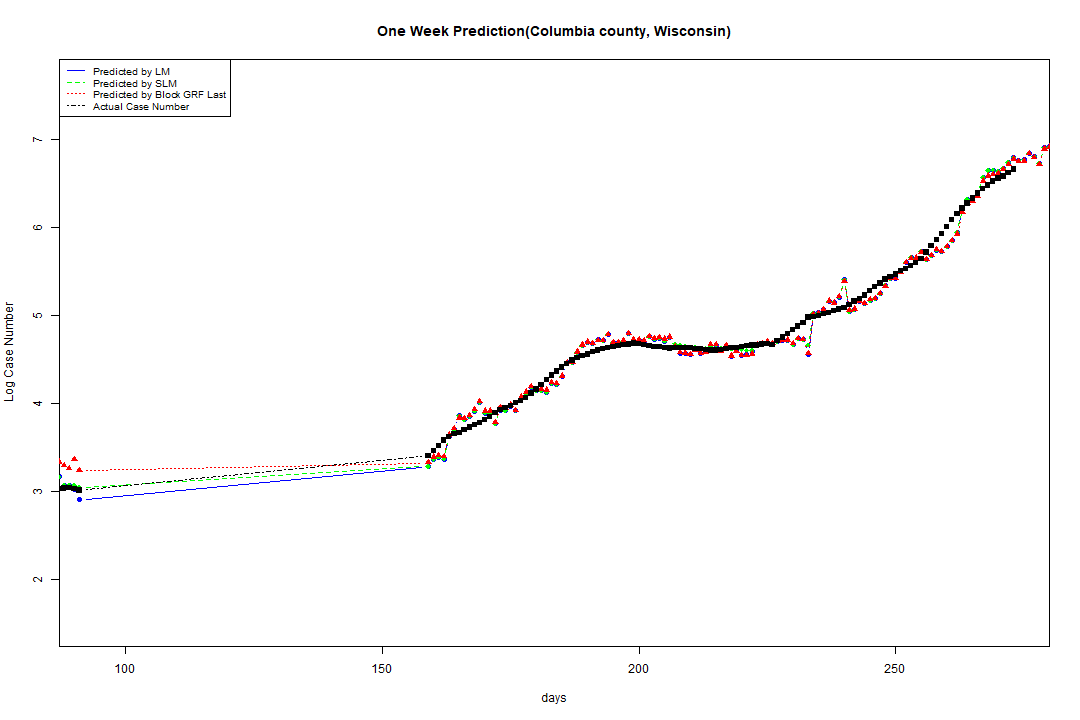 One Week Prediction(Columbia county, Wisconsin)
Predicted by LM
Predicted by SLM
Predicted by Block GRF Last
Actual Case Number
7
6
5
4
3
2
Log Case Number
100 150 200 250
days